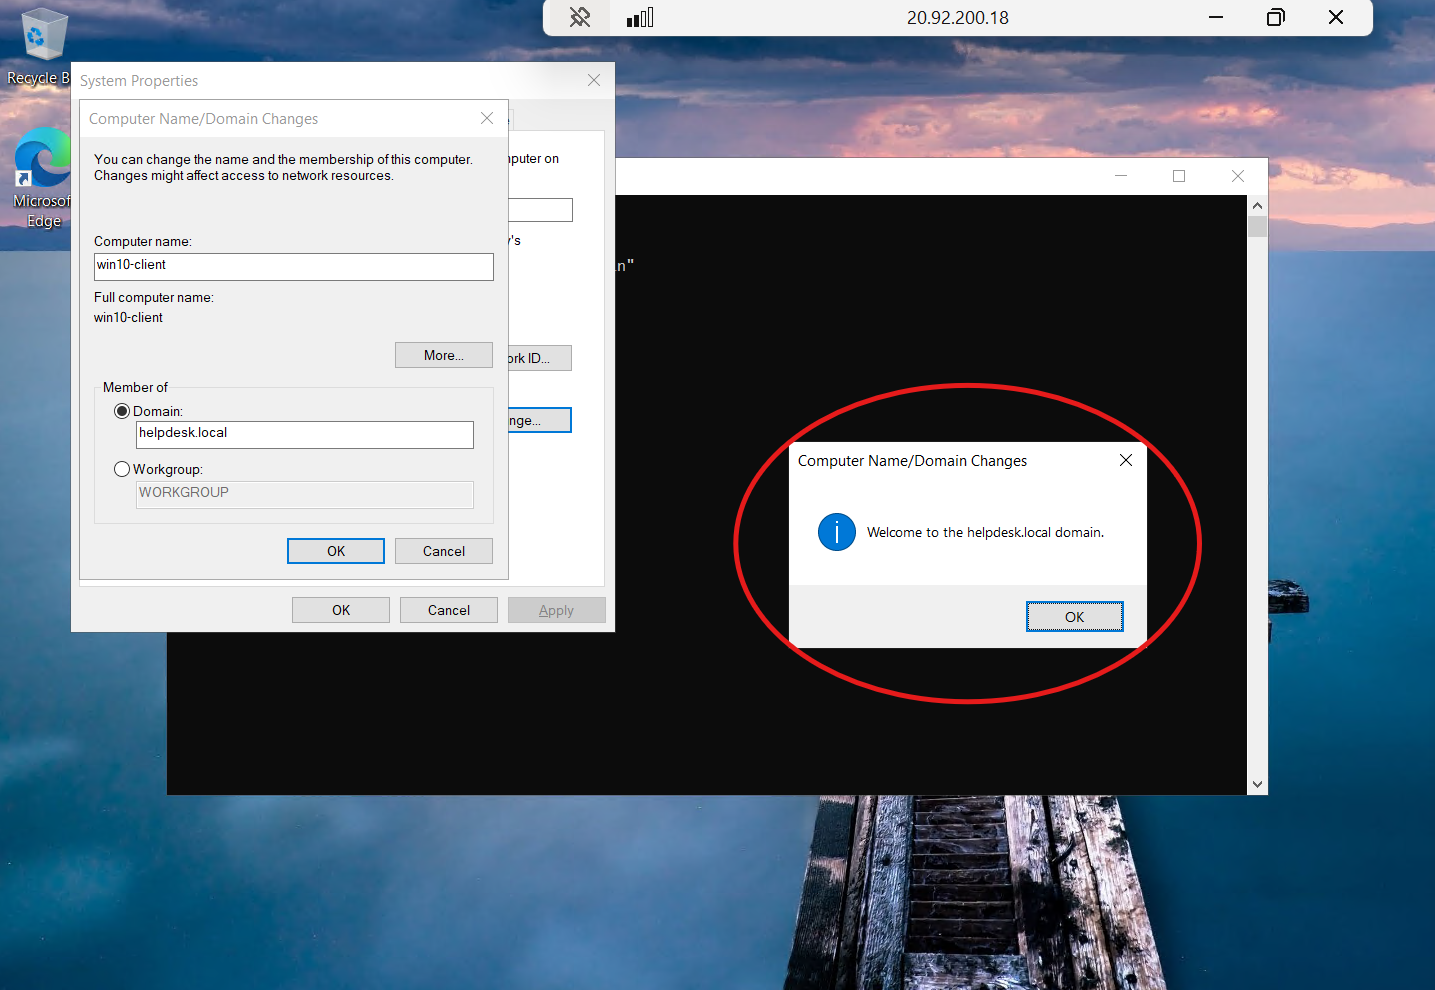 20.92.200.18
Recycle B
Microsof
Edge
System Properties
Computer Name/Domain Changes
You can change the name and the membership of this computer.
Changes might affect access to network resources.
Computer name:
win10-client
Full computer name:
win10-client
More...
Member of
Domain:
helpdesk.local
Workgroup:
WORKGROUP
OK
Cancel
nputer on
y's
ork ID...
nge...
OK
Cancel
Apply
n"
Computer Name/Domain Changes
Welcome to the helpdesk.local domain.
OK